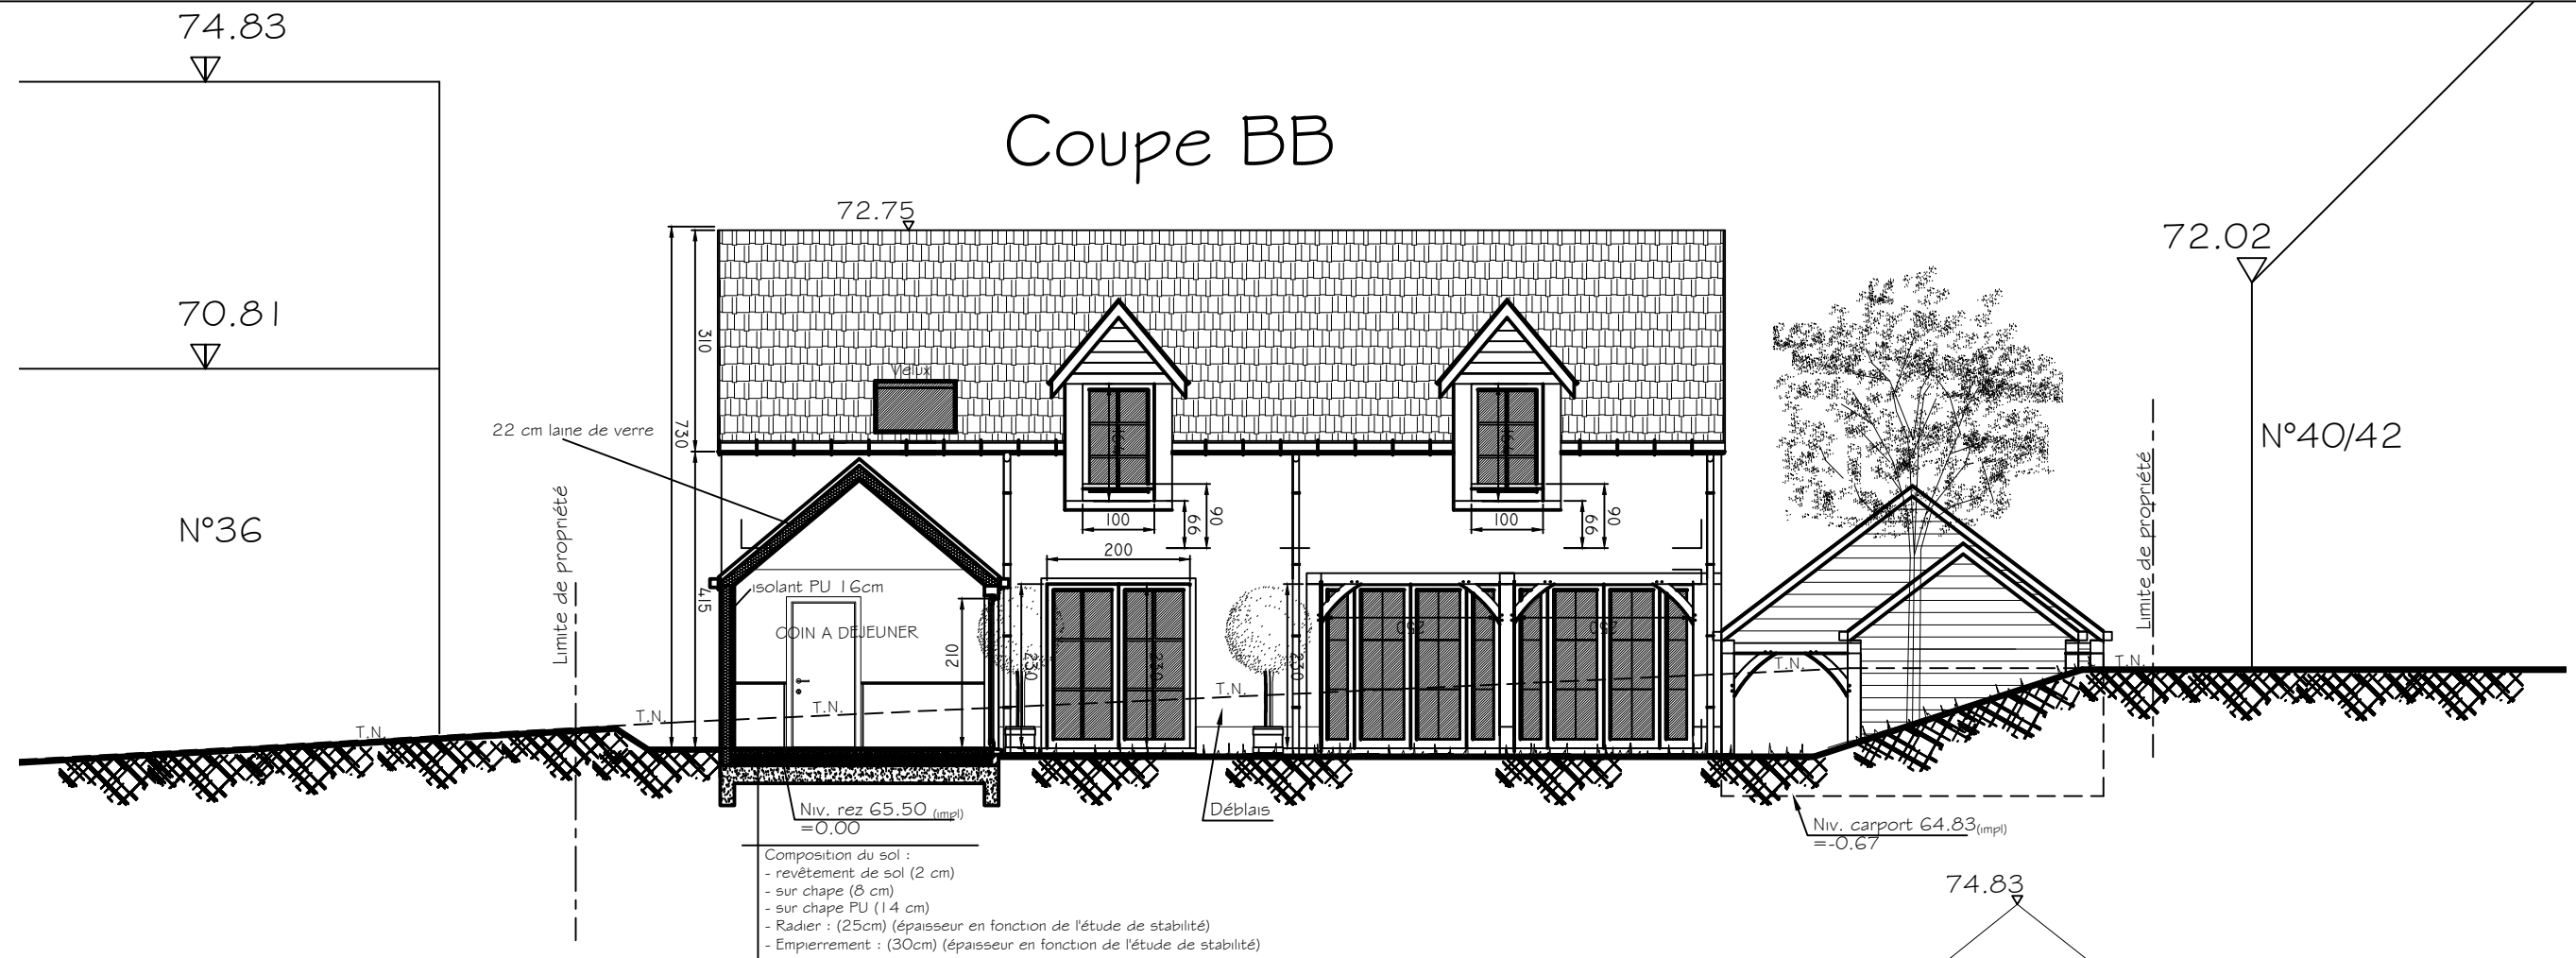 74.83
Coupe BB
72.75
72.02
70.81
310
Velux
730
22 cm laine de verre
N°40/42
N°36
Limite de propriété
Limite de propriété
164
164
100
66
90
100
66
90
200
415
isolant PU 16cm
COIN A DEJEUNER
210
230
230
230
250
250
T.N.
T.N.
T.N.
T.N.
T.N.
T.N.
Niv. rez 65.50 (impl)
=0.00
Déblais
Niv. carport 64.83(impl)
=-0.67
Composition du sol :
- revêtement de sol (2 cm)
- sur chape (8 cm)
- sur chape PU (14 cm)
- Radier : (25cm) (épaisseur en fonction de l'étude de stabilité)
- Empierrement : (30cm) (épaisseur en fonction de l'étude de stabilité)
74.83